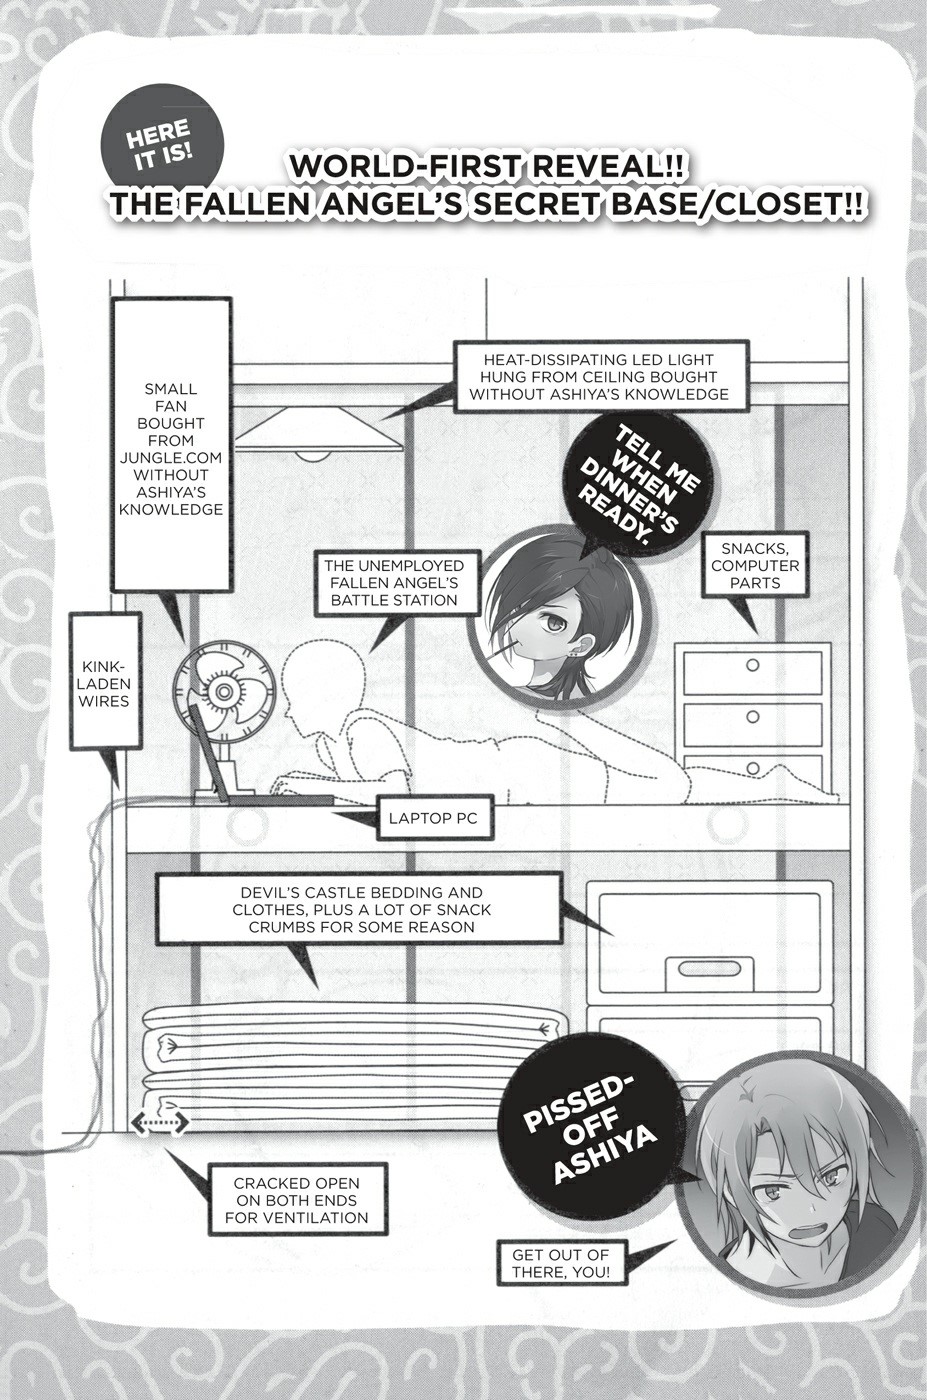 HERE
IT IS!
WORLD-FIRST REVEAL!!
THE FALLEN ANGEL'S SECRET BASE/CLOSET!!
SMALL
FAN
BOUGHT
FROM
JUNGLE.COM
WITHOUT
ASHIYA'S
KNOWLEDGE
HEAT-DISSIPATING LED LIGHT
HUNG FROM CEILING BOUGHT
WITHOUT ASHIYA'S KNOWLEDGE
TELL ME
WHEN
DINNER'S
READY.
THE UNEMPLOYED
FALLEN ANGEL'S
BATTLE STATION
SNACKS,
COMPUTER
PARTS
KINK-
LADEN
WIRES
LAPTOP PC
DEVIL'S CASTLE BEDDING AND
CLOTHES, PLUS A LOT OF SNACK
CRUMBS FOR SOME REASON
PISSED-
OFF
ASHIYA
CRACKED OPEN
ON BOTH ENDS
FOR VENTILATION
GET OUT OF
THERE, YOU!